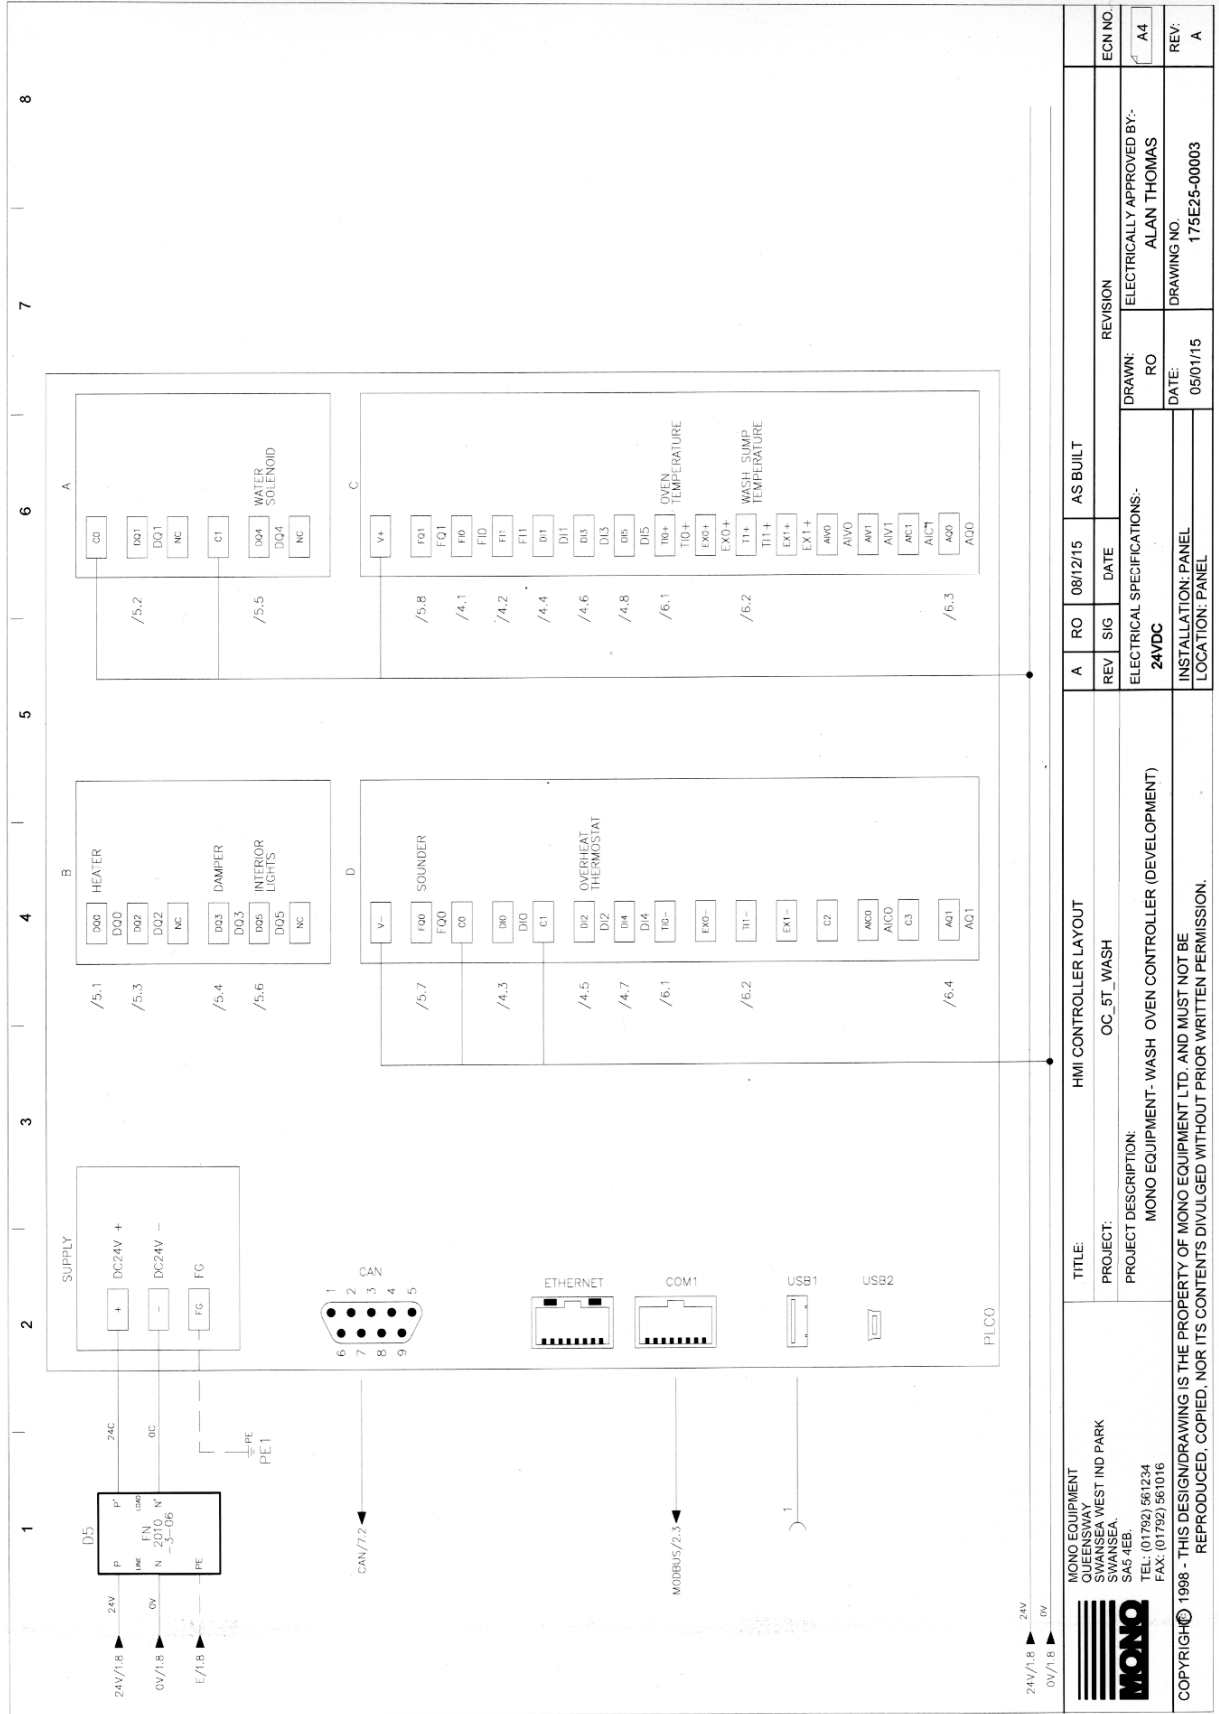 1
2
3
4
5
6
7
8
24V/1.8
24V
0V/1.8
0V
E/1.8
D5
P
P'
LINE
LOAD
FN
2010
-3-06
N
N'
PE
24C
0C
PE
PE1
SUPPLY
+
DC24V +
-
DC24V -
FG
FG
CAN/7.2
CAN
1
2
3
4
5
6
7
8
9
ETHERNET
MODBUS/2.3
COM1
1
USB1
USB2
PLC0
B
/5.1
DQ0
DQ0
HEATER
/5.3
DQ2
DQ2
NC
/5.4
DQ3
DQ3
DAMPER
/5.6
DQ5
DQ5
INTERIOR
LIGHTS
NC
A
C0
/5.2
DQ1
DQ1
NC
C1
/5.5
DQ4
DQ4
WATER
SOLENOID
NC
D
V-
/5.7
FQ0
FQ0
SOUNDER
C0
/4.3
DI0
DI0
C1
/4.5
DI2
DI2
OVERHEAT
THERMOSTAT
/4.7
DI4
DI4
/6.1
TI0-
EX0-
/6.2
TI1-
EX1-
C2
AIC0
AIC0
C3
/6.4
AQ1
AQ1
C
V+
/5.8
FQ1
FQ1
/4.1
FI0
FI0
/4.2
FI1
FI1
/4.4
DI1
DI1
/4.6
DI3
DI3
/4.8
DI5
DI5
/6.1
TI0+
TI0+
OVEN
TEMPERATURE
EX0+
EX0+
/6.2
T1+
TI1+
WASH SUMP
TEMPERATURE
EX1+
EX1+
AIV0
AIV0
AIV1
AIV1
AIC1
AIC1
/6.3
AQ0
AQ0
24V/1.8
24V
0V/1.8
0V
MONO
MONO EQUIPMENT
QUEENSWAY
SWANSEA WEST IND PARK
SWANSEA.
SA5 4EB.
TEL: (01792) 561234
FAX: (01792) 561016
TITLE: HMI CONTROLLER LAYOUT
PROJECT: OC_5T_WASH
PROJECT DESCRIPTION:
MONO EQUIPMENT- WASH OVEN CONTROLLER (DEVELOPMENT)
COPYRIGHT© 1998 - THIS DESIGN/DRAWING IS THE PROPERTY OF MONO EQUIPMENT LTD. AND MUST NOT BE
REPRODUCED, COPIED, NOR ITS CONTENTS DIVULGED WITHOUT PRIOR WRITTEN PERMISSION.
A RO 08/12/15 AS BUILT
REV SIG DATE REVISION ECN NO.
ELECTRICAL SPECIFICATIONS:-
24VDC
INSTALLATION: PANEL
LOCATION: PANEL
DRAWN:
RO
DATE:
05/01/15
ELECTRICALLY APPROVED BY:-
ALAN THOMAS
DRAWING NO.
175E25-00003
A4
REV:
A